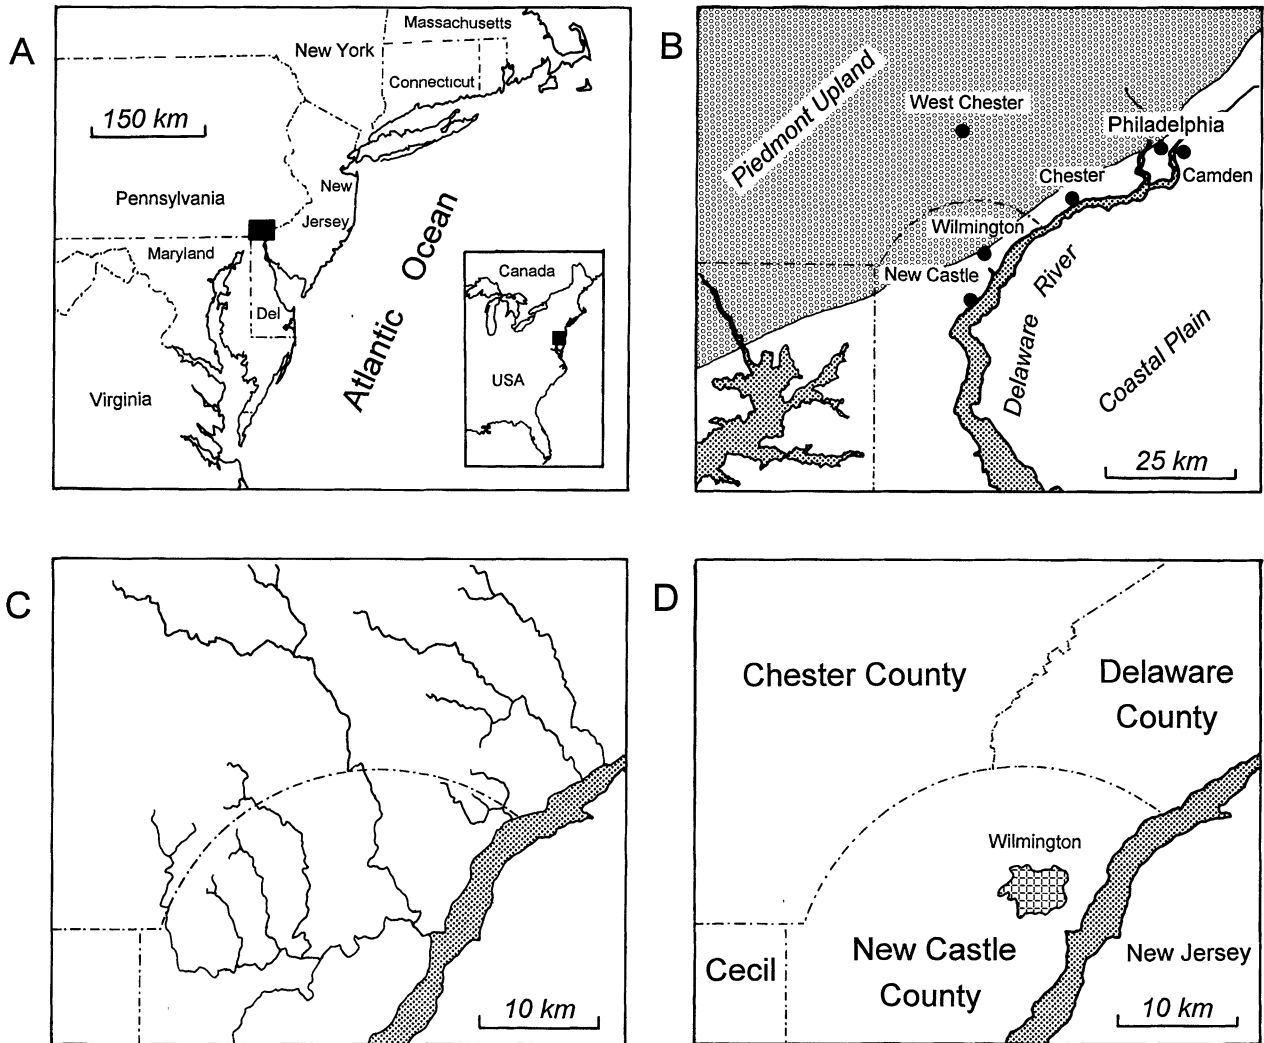 A
Massachusetts
New York
Connecticut
150 km
Pennsylvania
New
Jersey
Maryland
Del
Virginia
Atlantic Ocean
Canada
USA
B
Piedmont Upland
West Chester
Philadelphia
Chester
Camden
Wilmington
New Castle
Delaware River
Coastal Plain
25 km
C
10 km
D
Chester County
Delaware
County
Wilmington
New Castle
County
Cecil
New Jersey
10 km